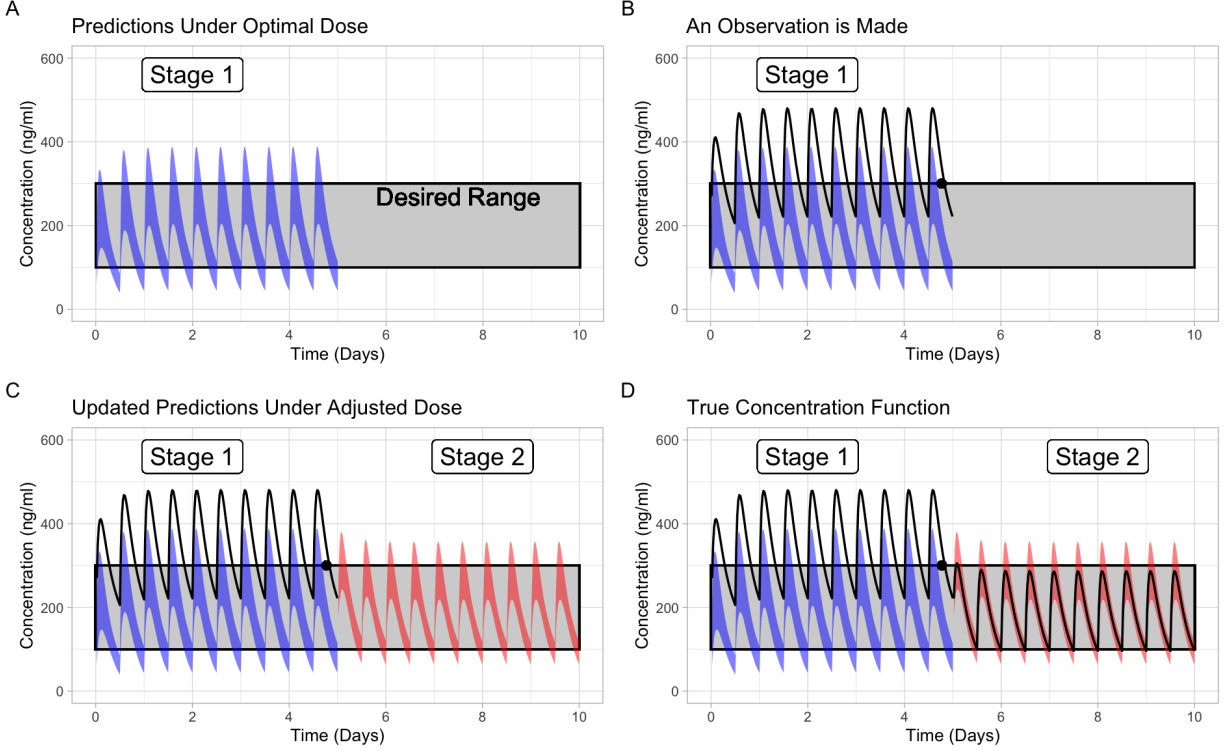 A
Predictions Under Optimal Dose
Stage 1
Desired Range
Concentration (ng/ml)
600
400
200
0
0 2 4 6 8 10
Time (Days)
B
An Observation is Made
Stage 1
Concentration (ng/ml)
600
400
200
0
0 2 4 6 8 10
Time (Days)
C
Updated Predictions Under Adjusted Dose
Stage 1 Stage 2
Concentration (ng/ml)
600
400
200
0
0 2 4 6 8 10
Time (Days)
D
True Concentration Function
Stage 1 Stage 2
Concentration (ng/ml)
600
400
200
0
0 2 4 6 8 10
Time (Days)